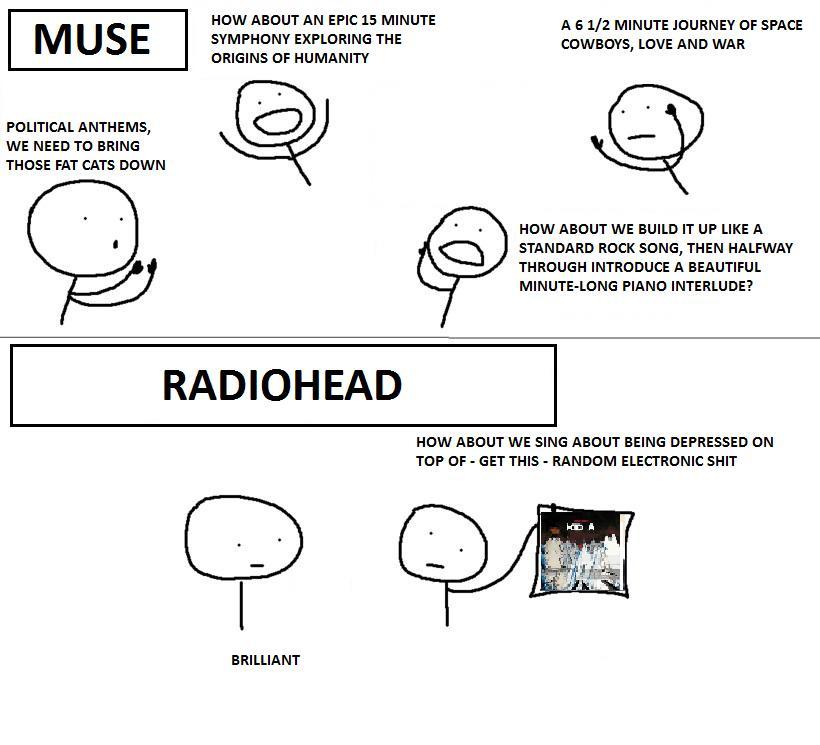 MUSE
HOW ABOUT AN EPIC 15 MINUTE
SYMPHONY EXPLORING THE
ORIGINS OF HUMANITY
A 6 1/2 MINUTE JOURNEY OF SPACE
COWBOYS, LOVE AND WAR
POLITICAL ANTHEMS,
WE NEED TO BRING
THOSE FAT CATS DOWN
HOW ABOUT WE BUILD IT UP LIKE A
STANDARD ROCK SONG, THEN HALFWAY
THROUGH INTRODUCE A BEAUTIFUL
MINUTE-LONG PIANO INTERLUDE?
RADIOHEAD
HOW ABOUT WE SING ABOUT BEING DEPRESSED ON
TOP OF - GET THIS - RANDOM ELECTRONIC SHIT
KID A
BRILLIANT